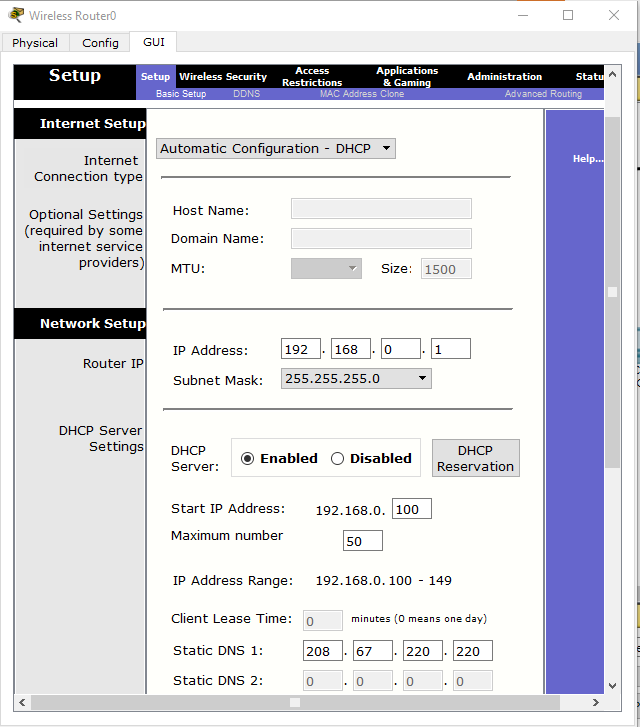 Wireless Router0
Physical Config GUI
Setup
Setup Wireless Security Access Restrictions Applications & Gaming Administration Statu
Basic Setup DDNS MAC Address Clone Advanced Routing
Internet Setup
Internet Connection type
Automatic Configuration - DHCP
Help...
Optional Settings
(required by some
internet service
providers)
Host Name:
Domain Name:
MTU: Size: 1500
Network Setup
Router IP
IP Address: 192 . 168 . 0 . 1
Subnet Mask: 255.255.255.0
DHCP Server
Settings
DHCP
Server: Enabled Disabled
DHCP
Reservation
Start IP Address: 192.168.0. 100
Maximum number 50
IP Address Range: 192.168.0.100 - 149
Client Lease Time: 0 minutes (0 means one day)
Static DNS 1: 208 . 67 . 220 . 220
Static DNS 2: 0 . 0 . 0 . 0